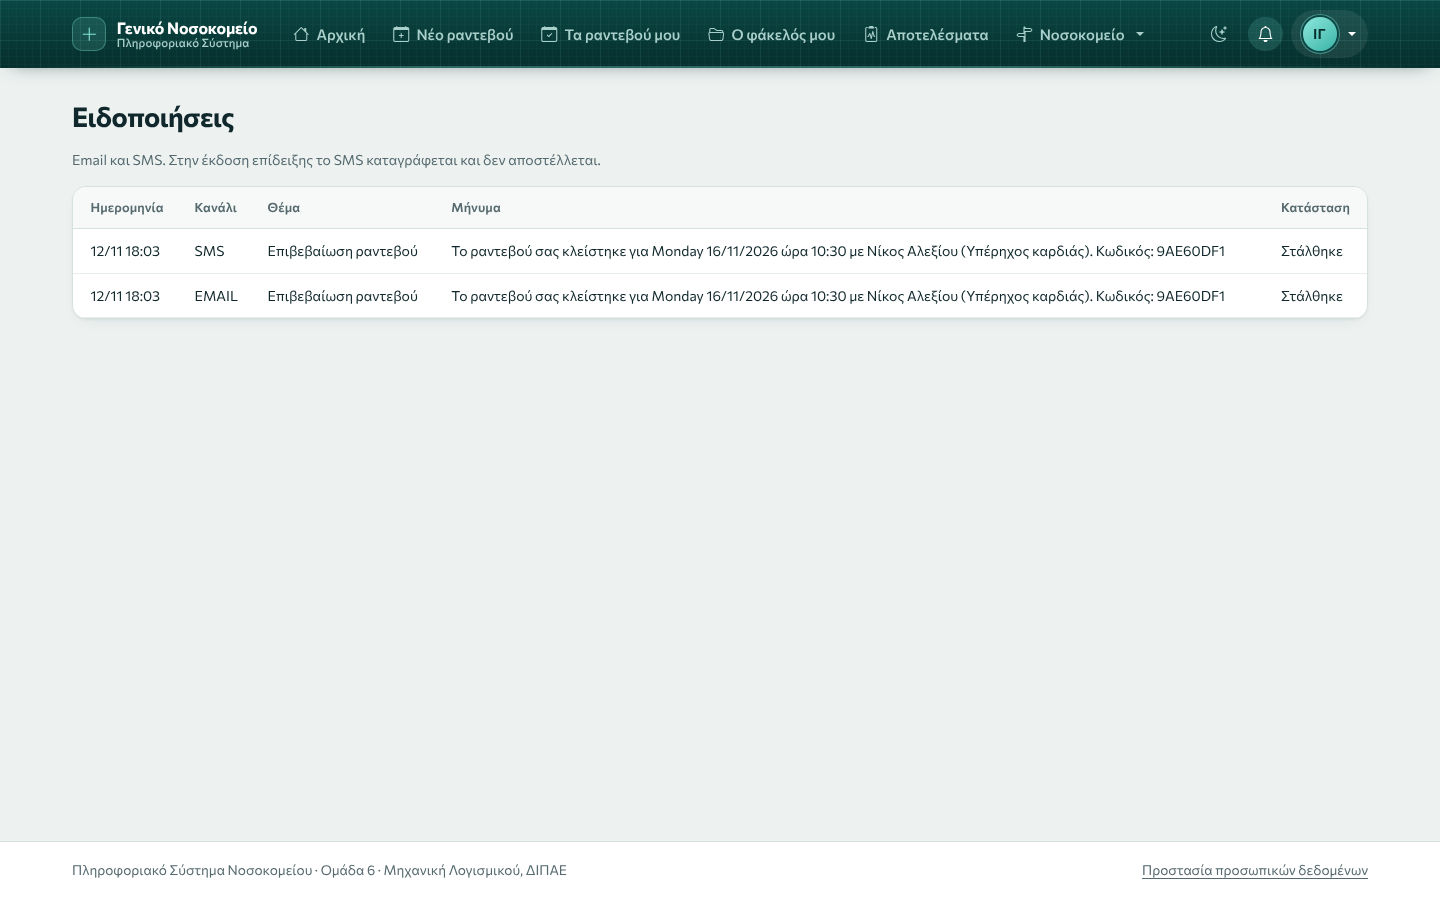 Γενικό Νοσοκομείο
Πληροφοριακό Σύστημα
Αρχική
Νέο ραντεβού
Τα ραντεβού μου
Ο φάκελός μου
Αποτελέσματα
Νοσοκομείο
ΙΓ
Ειδοποιήσεις
Email και SMS. Στην έκδοση επίδειξης το SMS καταγράφεται και δεν αποστέλλεται.
Ημερομηνία Κανάλι Θέμα Μήνυμα Κατάσταση
12/11 18:03 SMS Επιβεβαίωση ραντεβού Το ραντεβού σας κλείστηκε για Monday 16/11/2026 ώρα 10:30 με Νίκος Αλεξίου (Υπέρηχος καρδιάς). Κωδικός: 9AE60DF1 Στάλθηκε
12/11 18:03 EMAIL Επιβεβαίωση ραντεβού Το ραντεβού σας κλείστηκε για Monday 16/11/2026 ώρα 10:30 με Νίκος Αλεξίου (Υπέρηχος καρδιάς). Κωδικός: 9AE60DF1 Στάλθηκε
Πληροφοριακό Σύστημα Νοσοκομείου · Ομάδα 6 · Μηχανική Λογισμικού, ΔΙΠΑΕ
Προστασία προσωπικών δεδομένων